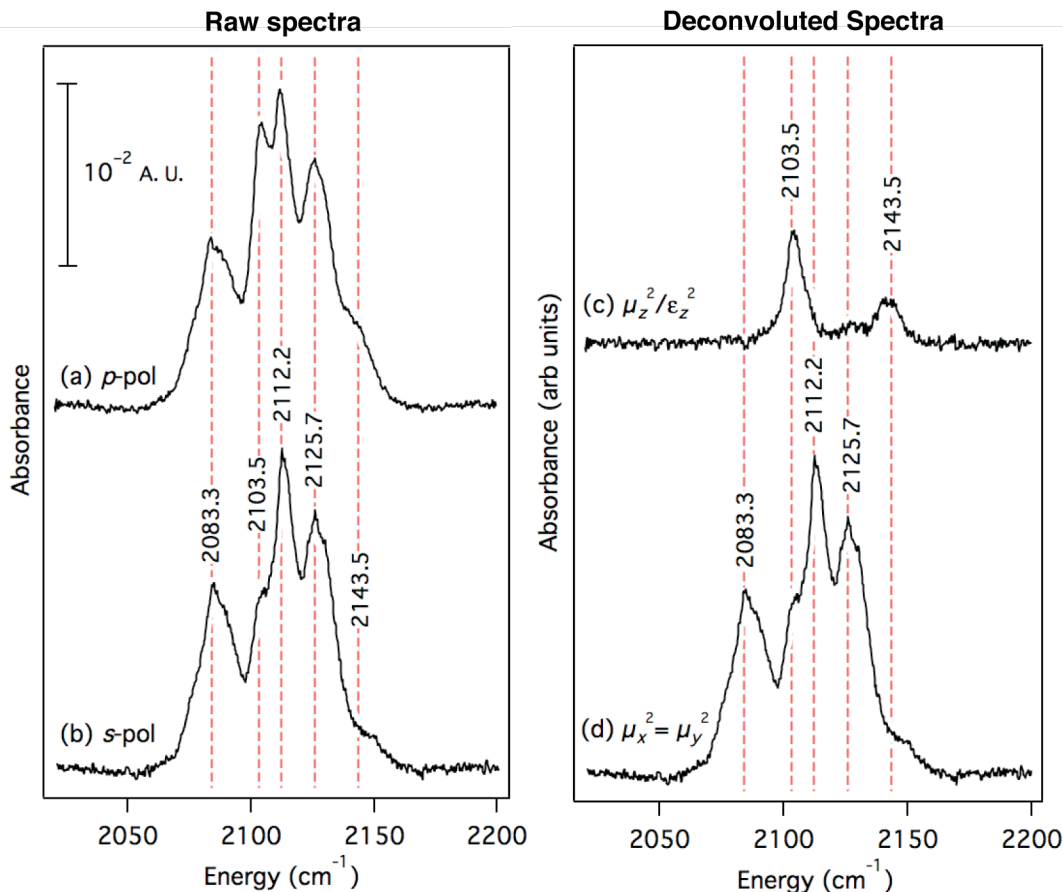 Raw spectra
10⁻² A. U.
(a) p-pol
2112.2
2083.3
2103.5
2125.7
2143.5
(b) s-pol
Absorbance
2050
2100
2150
2200
Energy (cm⁻¹)
Deconvoluted Spectra
2103.5
2143.5
(c) μz²/εz²
2083.3
2112.2
2125.7
(d) μx² = μy²
Absorbance (arb units)
2050
2100
2150
2200
Energy (cm⁻¹)